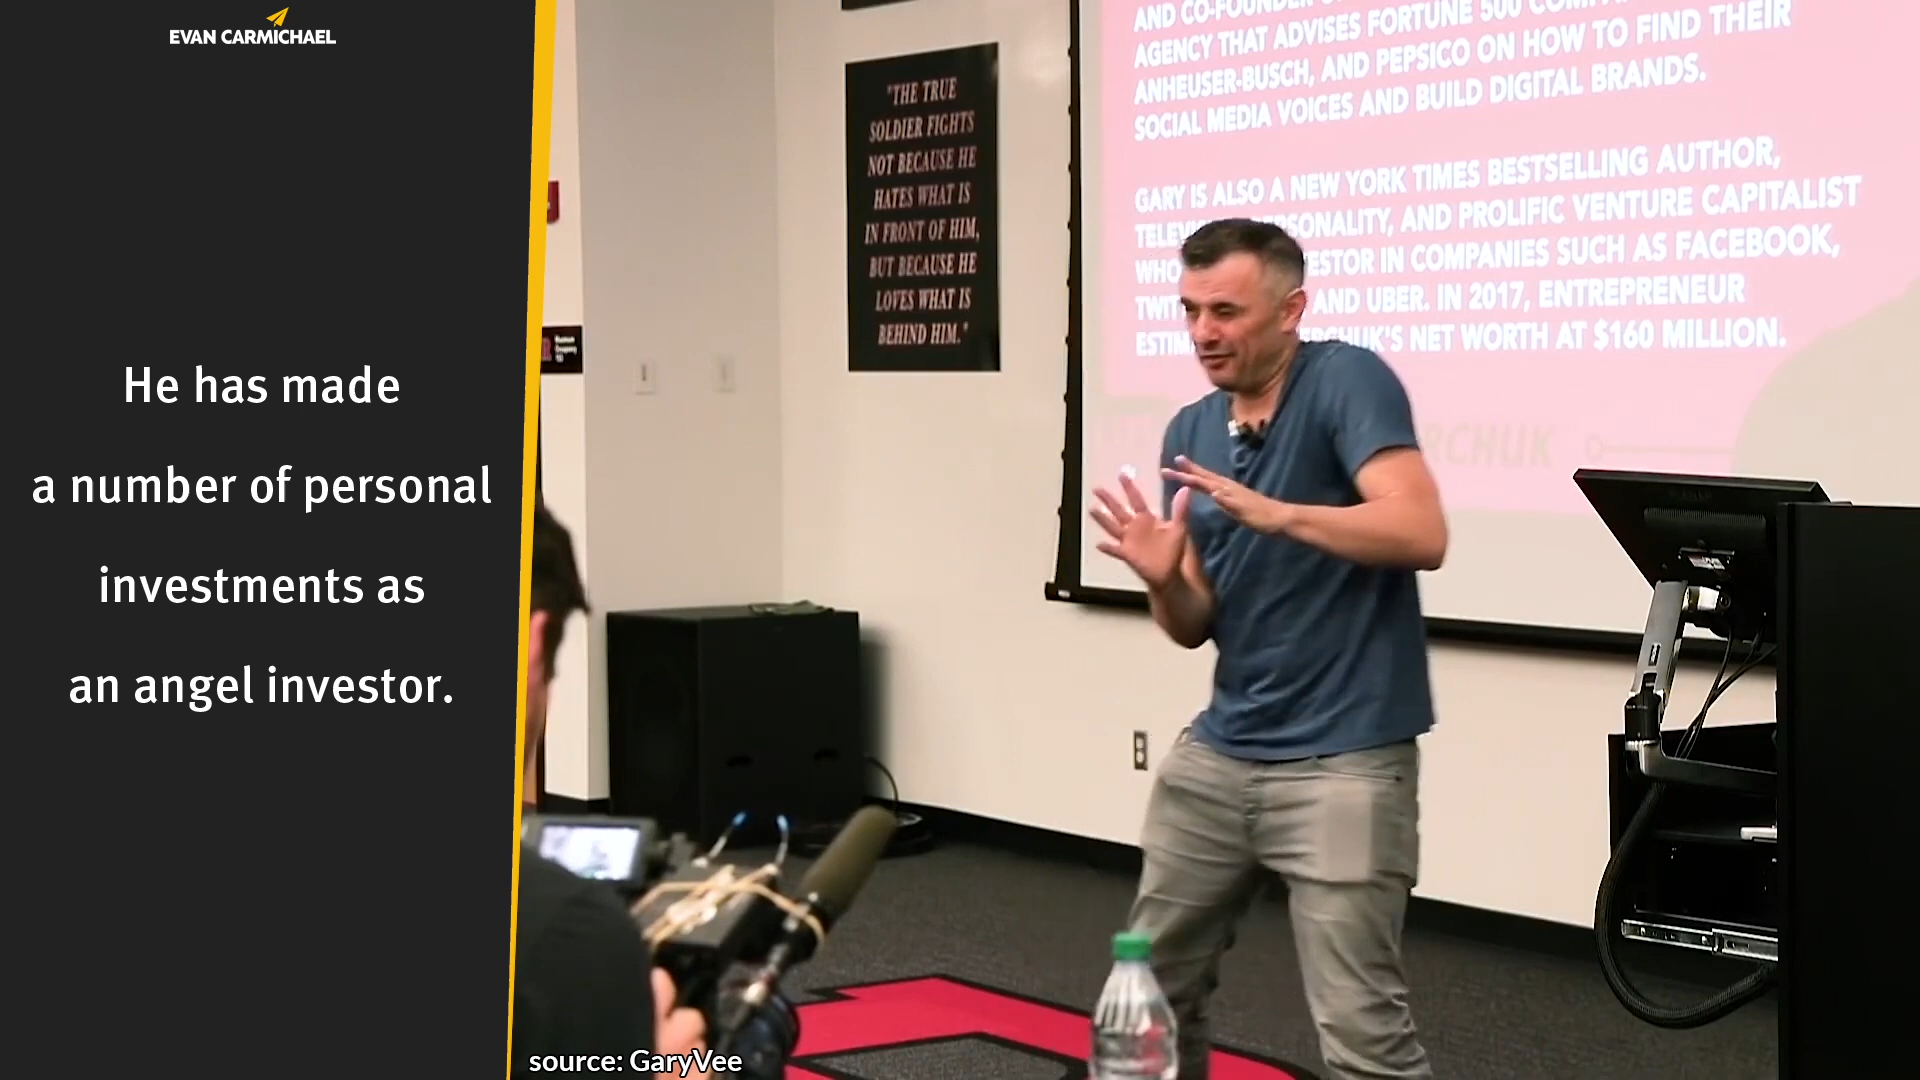 EVAN CARMICHAEL
He has made
a number of personal
investments as
an angel investor.
"THE TRUE
SOLDIER FIGHTS
NOT BECAUSE HE
HATES WHAT IS
IN FRONT OF HIM,
BUT BECAUSE HE
LOVES WHAT IS
BEHIND HIM."
AND CO-FOUNDER
AGENCY THAT ADVISES FORTUNE 500
ANHEUSER-BUSCH, AND PEPSICO ON HOW TO FIND THEIR
SOCIAL MEDIA VOICES AND BUILD DIGITAL BRANDS.
GARY IS ALSO A NEW YORK TIMES BESTSELLING AUTHOR,
AND PROLIFIC VENTURE CAPITALIST
IN COMPANIES SUCH AS FACEBOOK,
AND UBER. IN 2017, ENTREPRENEUR
NET WORTH AT $160 MILLION.
source: GaryVee